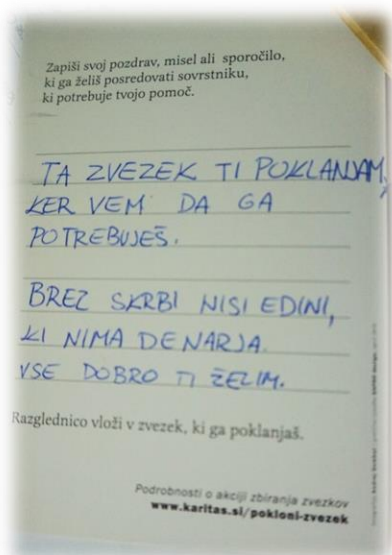 Zapiši svoj pozdrav, misel ali sporočilo,
ki ga želiš posredovati sovrstniku,
ki potrebuje tvojo pomoč.
TA ZVEZEK TI POKLANJAM,
KER VEM DA GA
POTREBUJEŠ.
BREZ SKRBI NISI EDINI,
KI NIMA DENARJA.
VSE DOBRO TI ŽELIM.
Razglednico vloži v zvezek, ki ga poklanjaš.
Podrobnosti o akciji zbiranja zvezkov
www.karitas.si/pokloni-zvezek